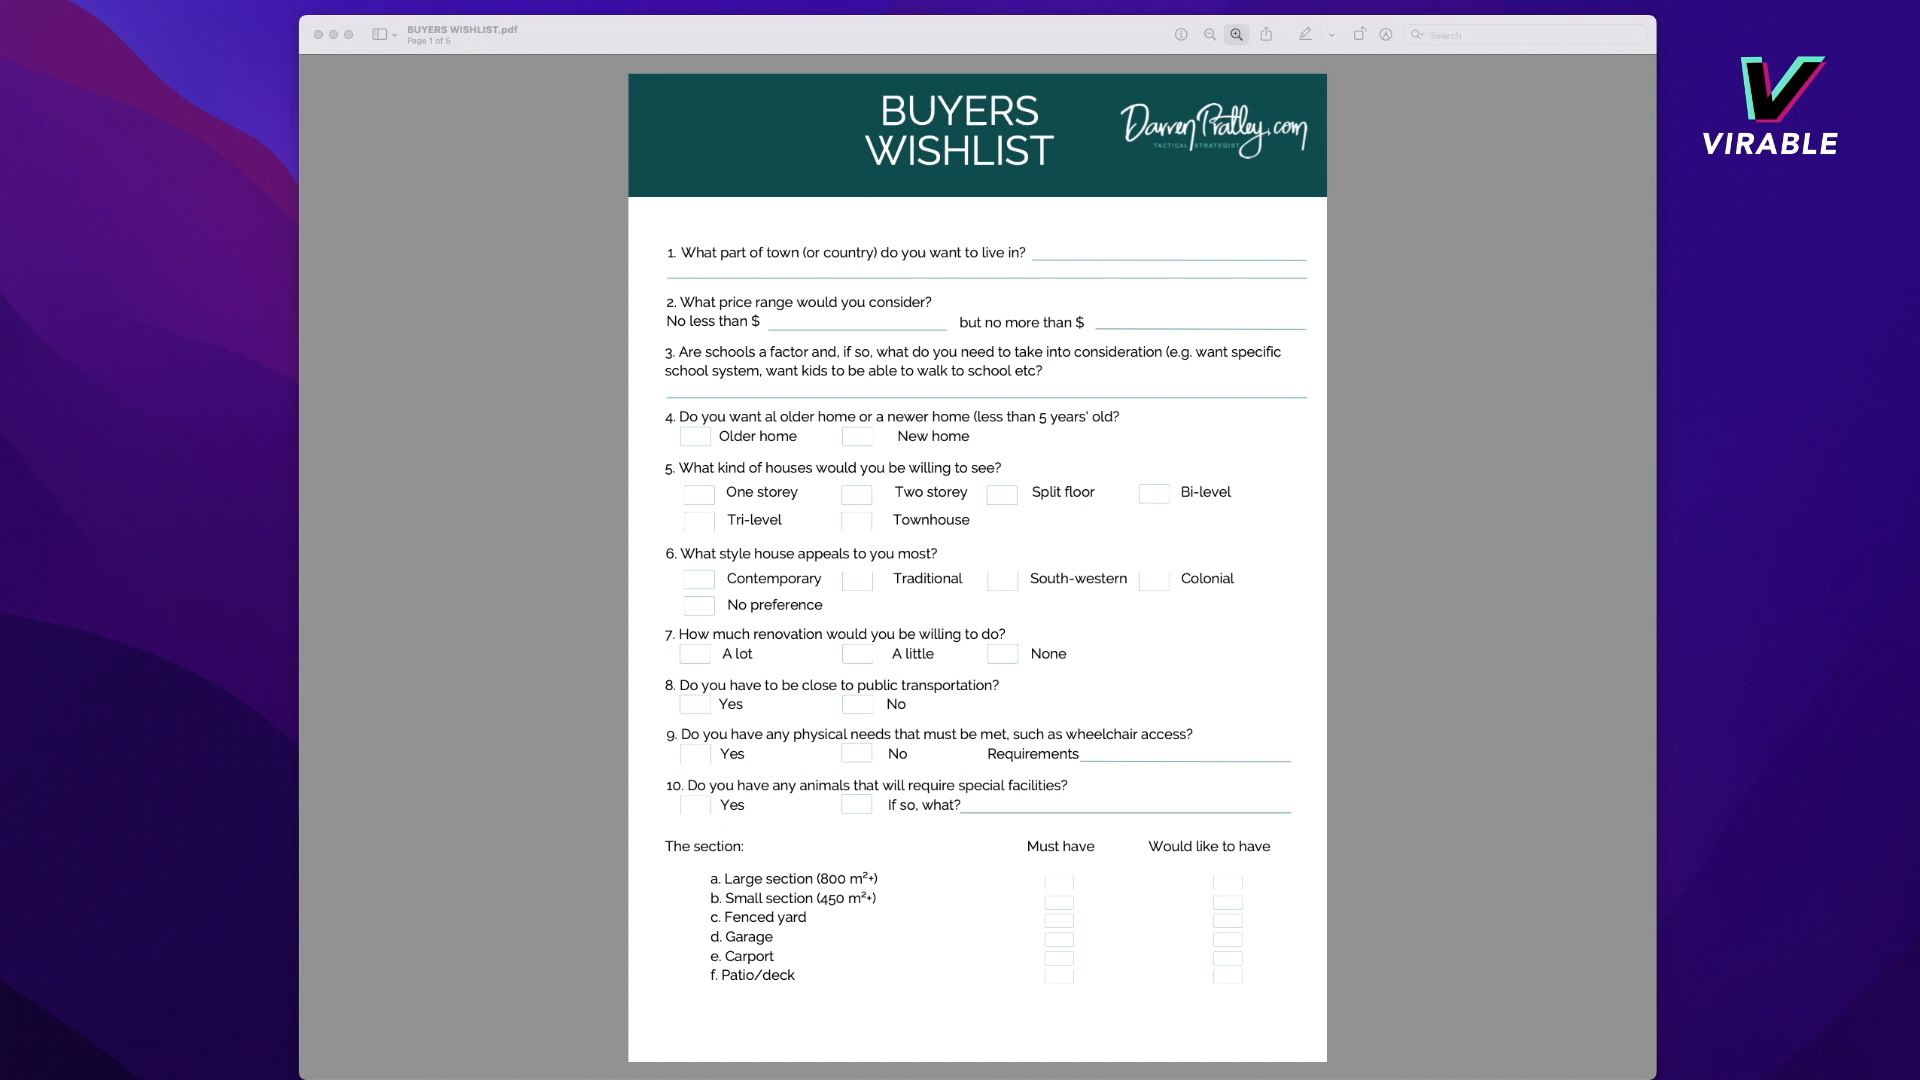 BUYERS WISHLIST.pdf
Page 1 of 5
Search
VIRABLE
BUYERS
WISHLIST
DarrenPratley.com
TACTICAL STRATEGIST
1. What part of town (or country) do you want to live in?
2. What price range would you consider?
No less than $ but no more than $
3. Are schools a factor and, if so, what do you need to take into consideration (e.g. want specific
school system, want kids to be able to walk to school etc?
4. Do you want al older home or a newer home (less than 5 years' old?
Older home New home
5. What kind of houses would you be willing to see?
One storey Two storey Split floor Bi-level
Tri-level Townhouse
6. What style house appeals to you most?
Contemporary Traditional South-western Colonial
No preference
7. How much renovation would you be willing to do?
A lot A little None
8. Do you have to be close to public transportation?
Yes No
9. Do you have any physical needs that must be met, such as wheelchair access?
Yes No Requirements
10. Do you have any animals that will require special facilities?
Yes If so, what?
The section: Must have Would like to have
a. Large section (800 m²+)
b. Small section (450 m²+)
c. Fenced yard
d. Garage
e. Carport
f. Patio/deck